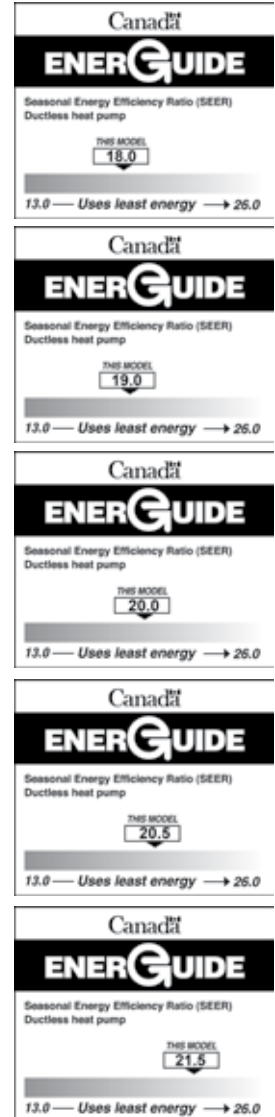 Canada
ENERGUIDE
Seasonal Energy Efficiency Ratio (SEER)
Ductless heat pump
THIS MODEL
18.0
13.0 — Uses least energy → 26.0
Canada
ENERGUIDE
Seasonal Energy Efficiency Ratio (SEER)
Ductless heat pump
THIS MODEL
19.0
13.0 — Uses least energy → 26.0
Canada
ENERGUIDE
Seasonal Energy Efficiency Ratio (SEER)
Ductless heat pump
THIS MODEL
20.0
13.0 — Uses least energy → 26.0
Canada
ENERGUIDE
Seasonal Energy Efficiency Ratio (SEER)
Ductless heat pump
THIS MODEL
20.5
13.0 — Uses least energy → 26.0
Canada
ENERGUIDE
Seasonal Energy Efficiency Ratio (SEER)
Ductless heat pump
THIS MODEL
21.5
13.0 — Uses least energy → 26.0